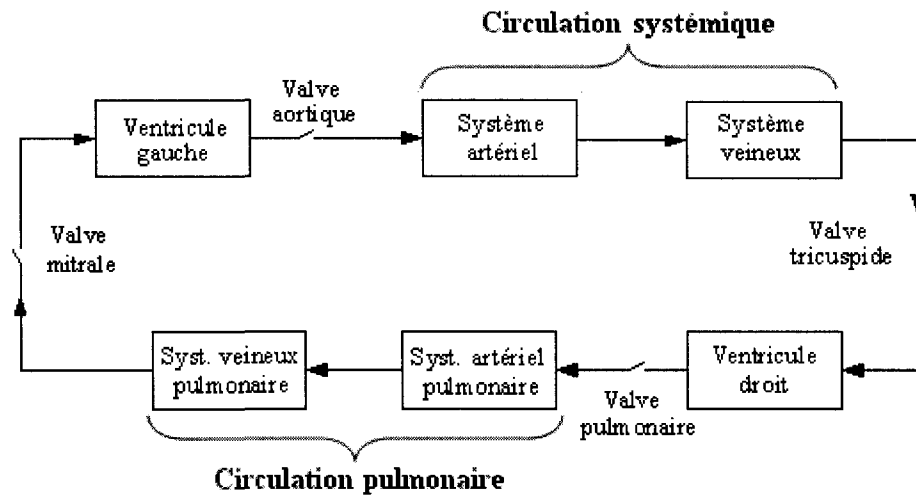 Circulation systémique
Valve
aortique
Ventricule
gauche
Système
artériel
Système
veineux
Valve
mitrale
Valve
tricuspide
Syst. veineux
pulmonaire
Syst. artériel
pulmonaire
Ventricule
droit
Valve
pulmonaire
Circulation pulmonaire